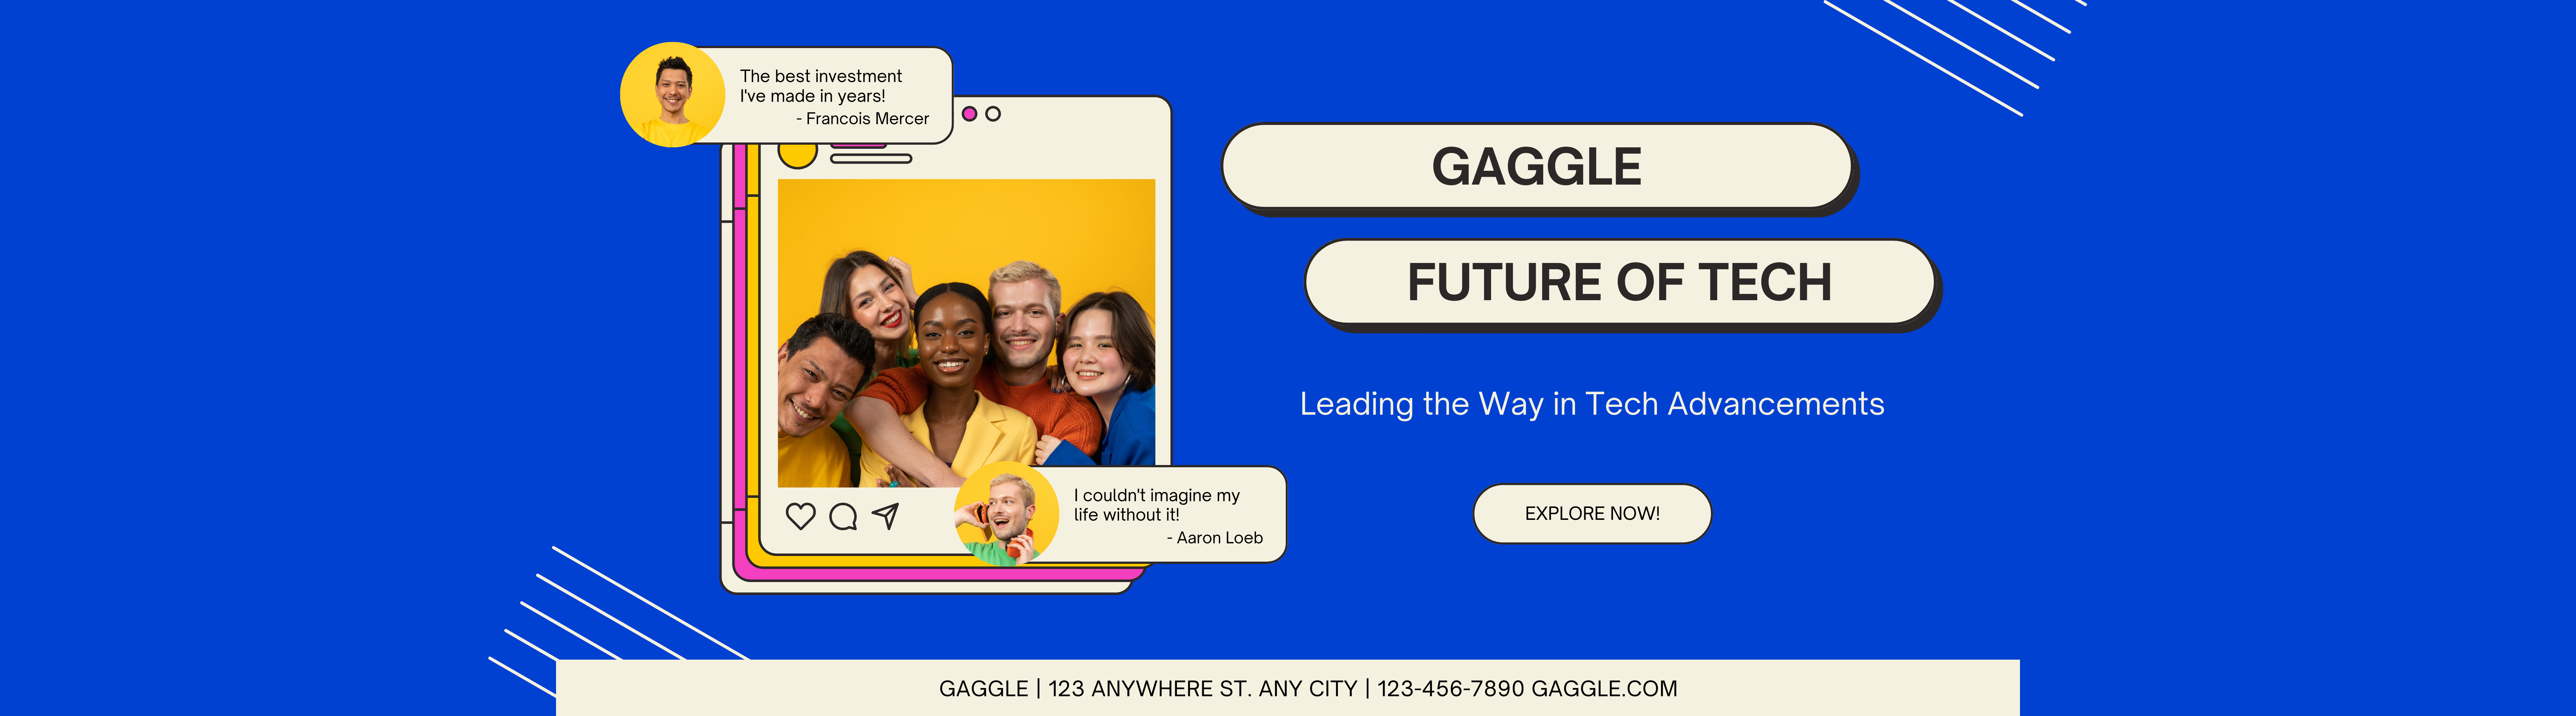 The best investment
I've made in years!
- Francois Mercer
GAGGLE
FUTURE OF TECH
Leading the Way in Tech Advancements
I couldn't imagine my
life without it!
- Aaron Loeb
EXPLORE NOW!
GAGGLE | 123 ANYWHERE ST. ANY CITY | 123-456-7890 GAGGLE.COM